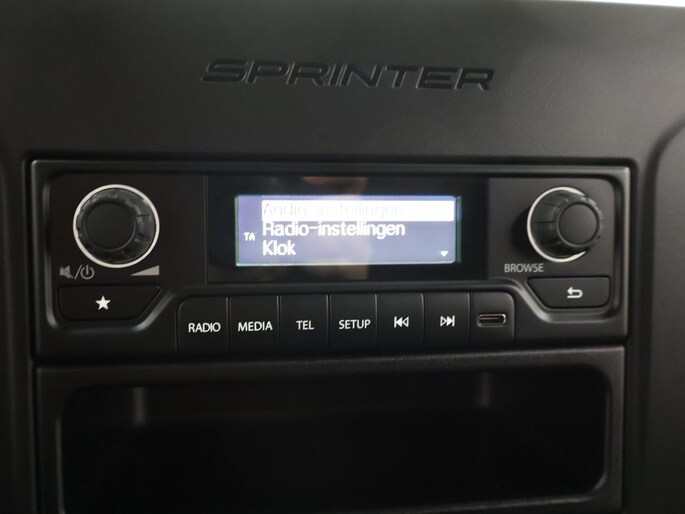 SPRINTER
Audio-instellingen
TA
Radio-instellingen
Klok
BROWSE
RADIO
MEDIA
TEL
SETUP